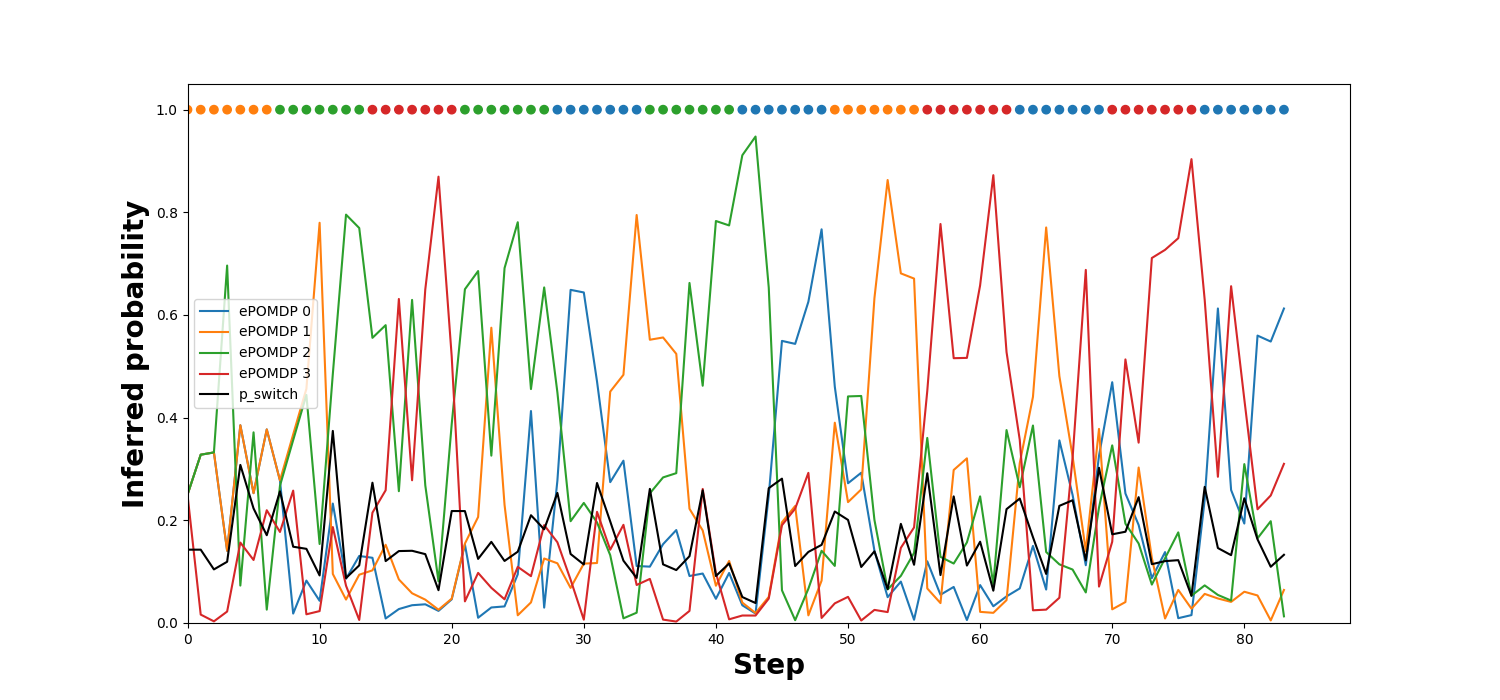 1.0
0.8
0.6
0.4
0.2
0.0
Inferred probability
ePOMDP 0
ePOMDP 1
ePOMDP 2
ePOMDP 3
p_switch
0 10 20 30 40 50 60 70 80
Step